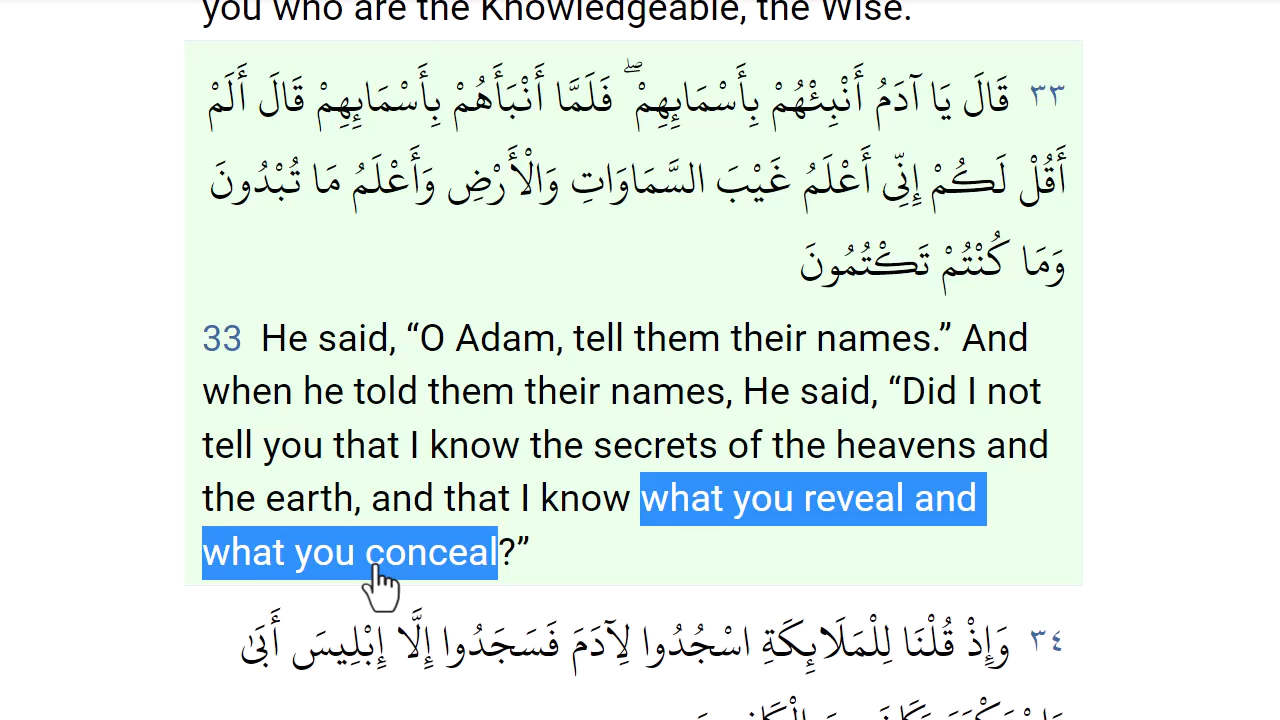 you who are the Knowledgeable, the Wise.
٣٣ قَالَ يَا آدَمُ أَنْبِئْهُمْ بِأَسْمَائِهِمْ ۖ فَلَمَّا أَنْبَأَهُمْ بِأَسْمَائِهِمْ قَالَ أَلَمْ
أَقُلْ لَكُمْ إِنِّي أَعْلَمُ غَيْبَ السَّمَاوَاتِ وَالْأَرْضِ وَأَعْلَمُ مَا تُبْدُونَ
وَمَا كُنْتُمْ تَكْتُمُونَ
33 He said, “O Adam, tell them their names.” And
when he told them their names, He said, “Did I not
tell you that I know the secrets of the heavens and
the earth, and that I know what you reveal and
what you conceal?”
٣٤ وَإِذْ قُلْنَا لِلْمَلَائِكَةِ اسْجُدُوا لِآدَمَ فَسَجَدُوا إِلَّا إِبْلِيسَ أَبَىٰ